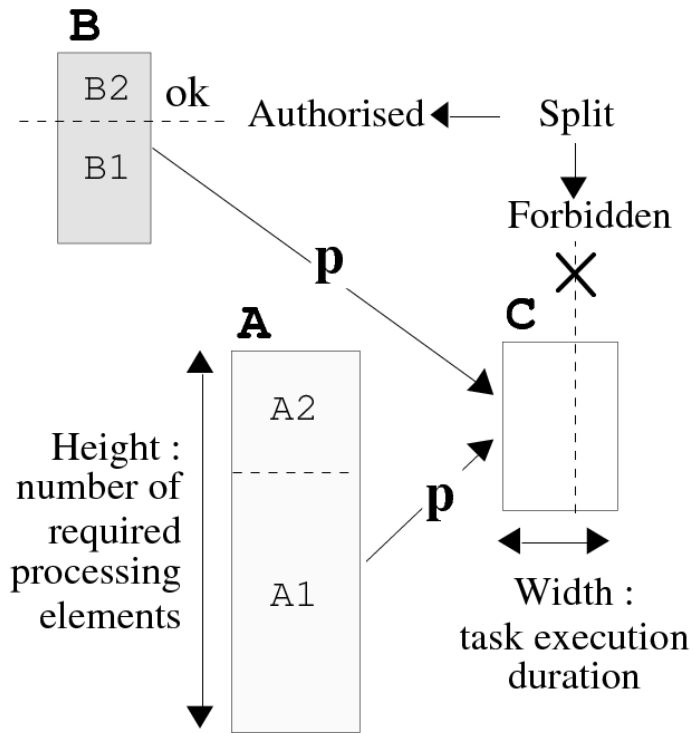 B
B2
ok
Authorised
Split
B1
Forbidden
p
A
C
A2
Height :
number of
required
processing
elements
p
A1
Width :
task execution
duration